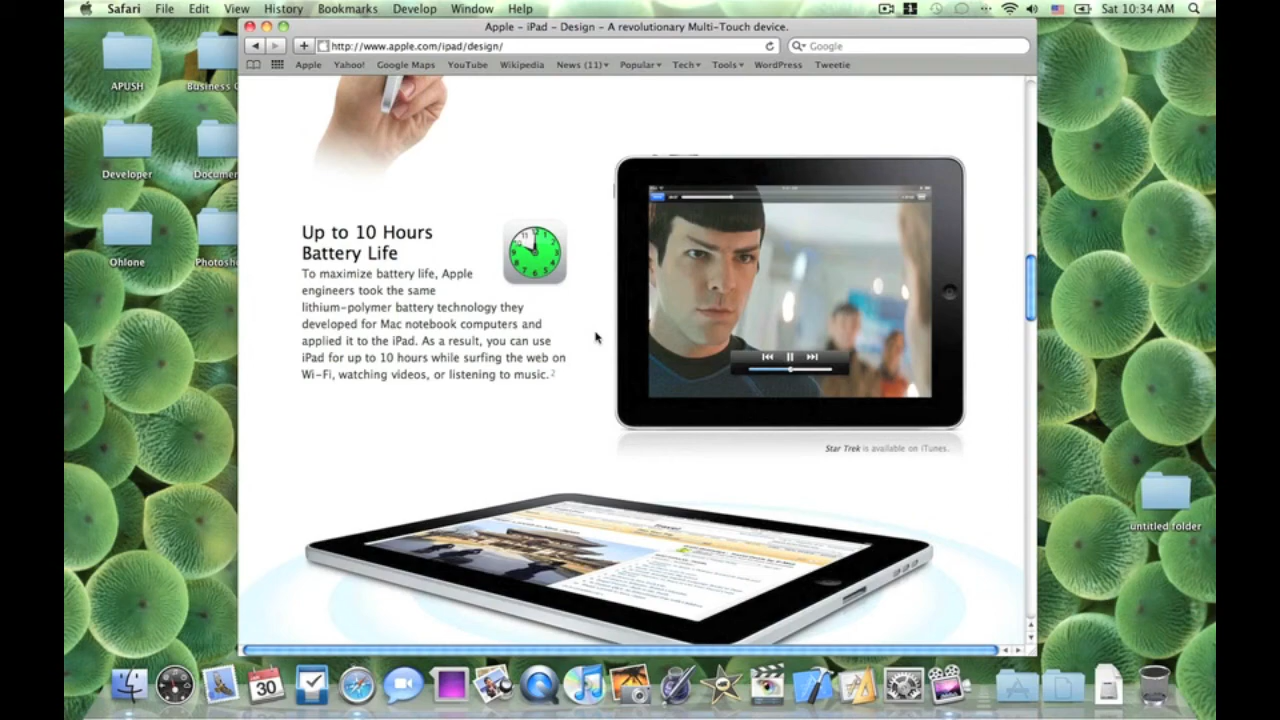 Safari File Edit View History Bookmarks Develop Window Help Sat 10:34 AM
Apple - iPad - Design - A revolutionary Multi-Touch device.
http://www.apple.com/ipad/design/ Google
Apple Yahoo! Google Maps YouTube Wikipedia News (11) Popular Tech Tools WordPress Tweetie
APUSH
Business
Developer
Ohlone
Up to 10 Hours
Battery Life
To maximize battery life, Apple
engineers took the same
lithium-polymer battery technology they
developed for Mac notebook computers and
applied it to the iPad. As a result, you can use
iPad for up to 10 hours while surfing the web on
Wi-Fi, watching videos, or listening to music. 2
Star Trek is available on iTunes.
untitled folder
30